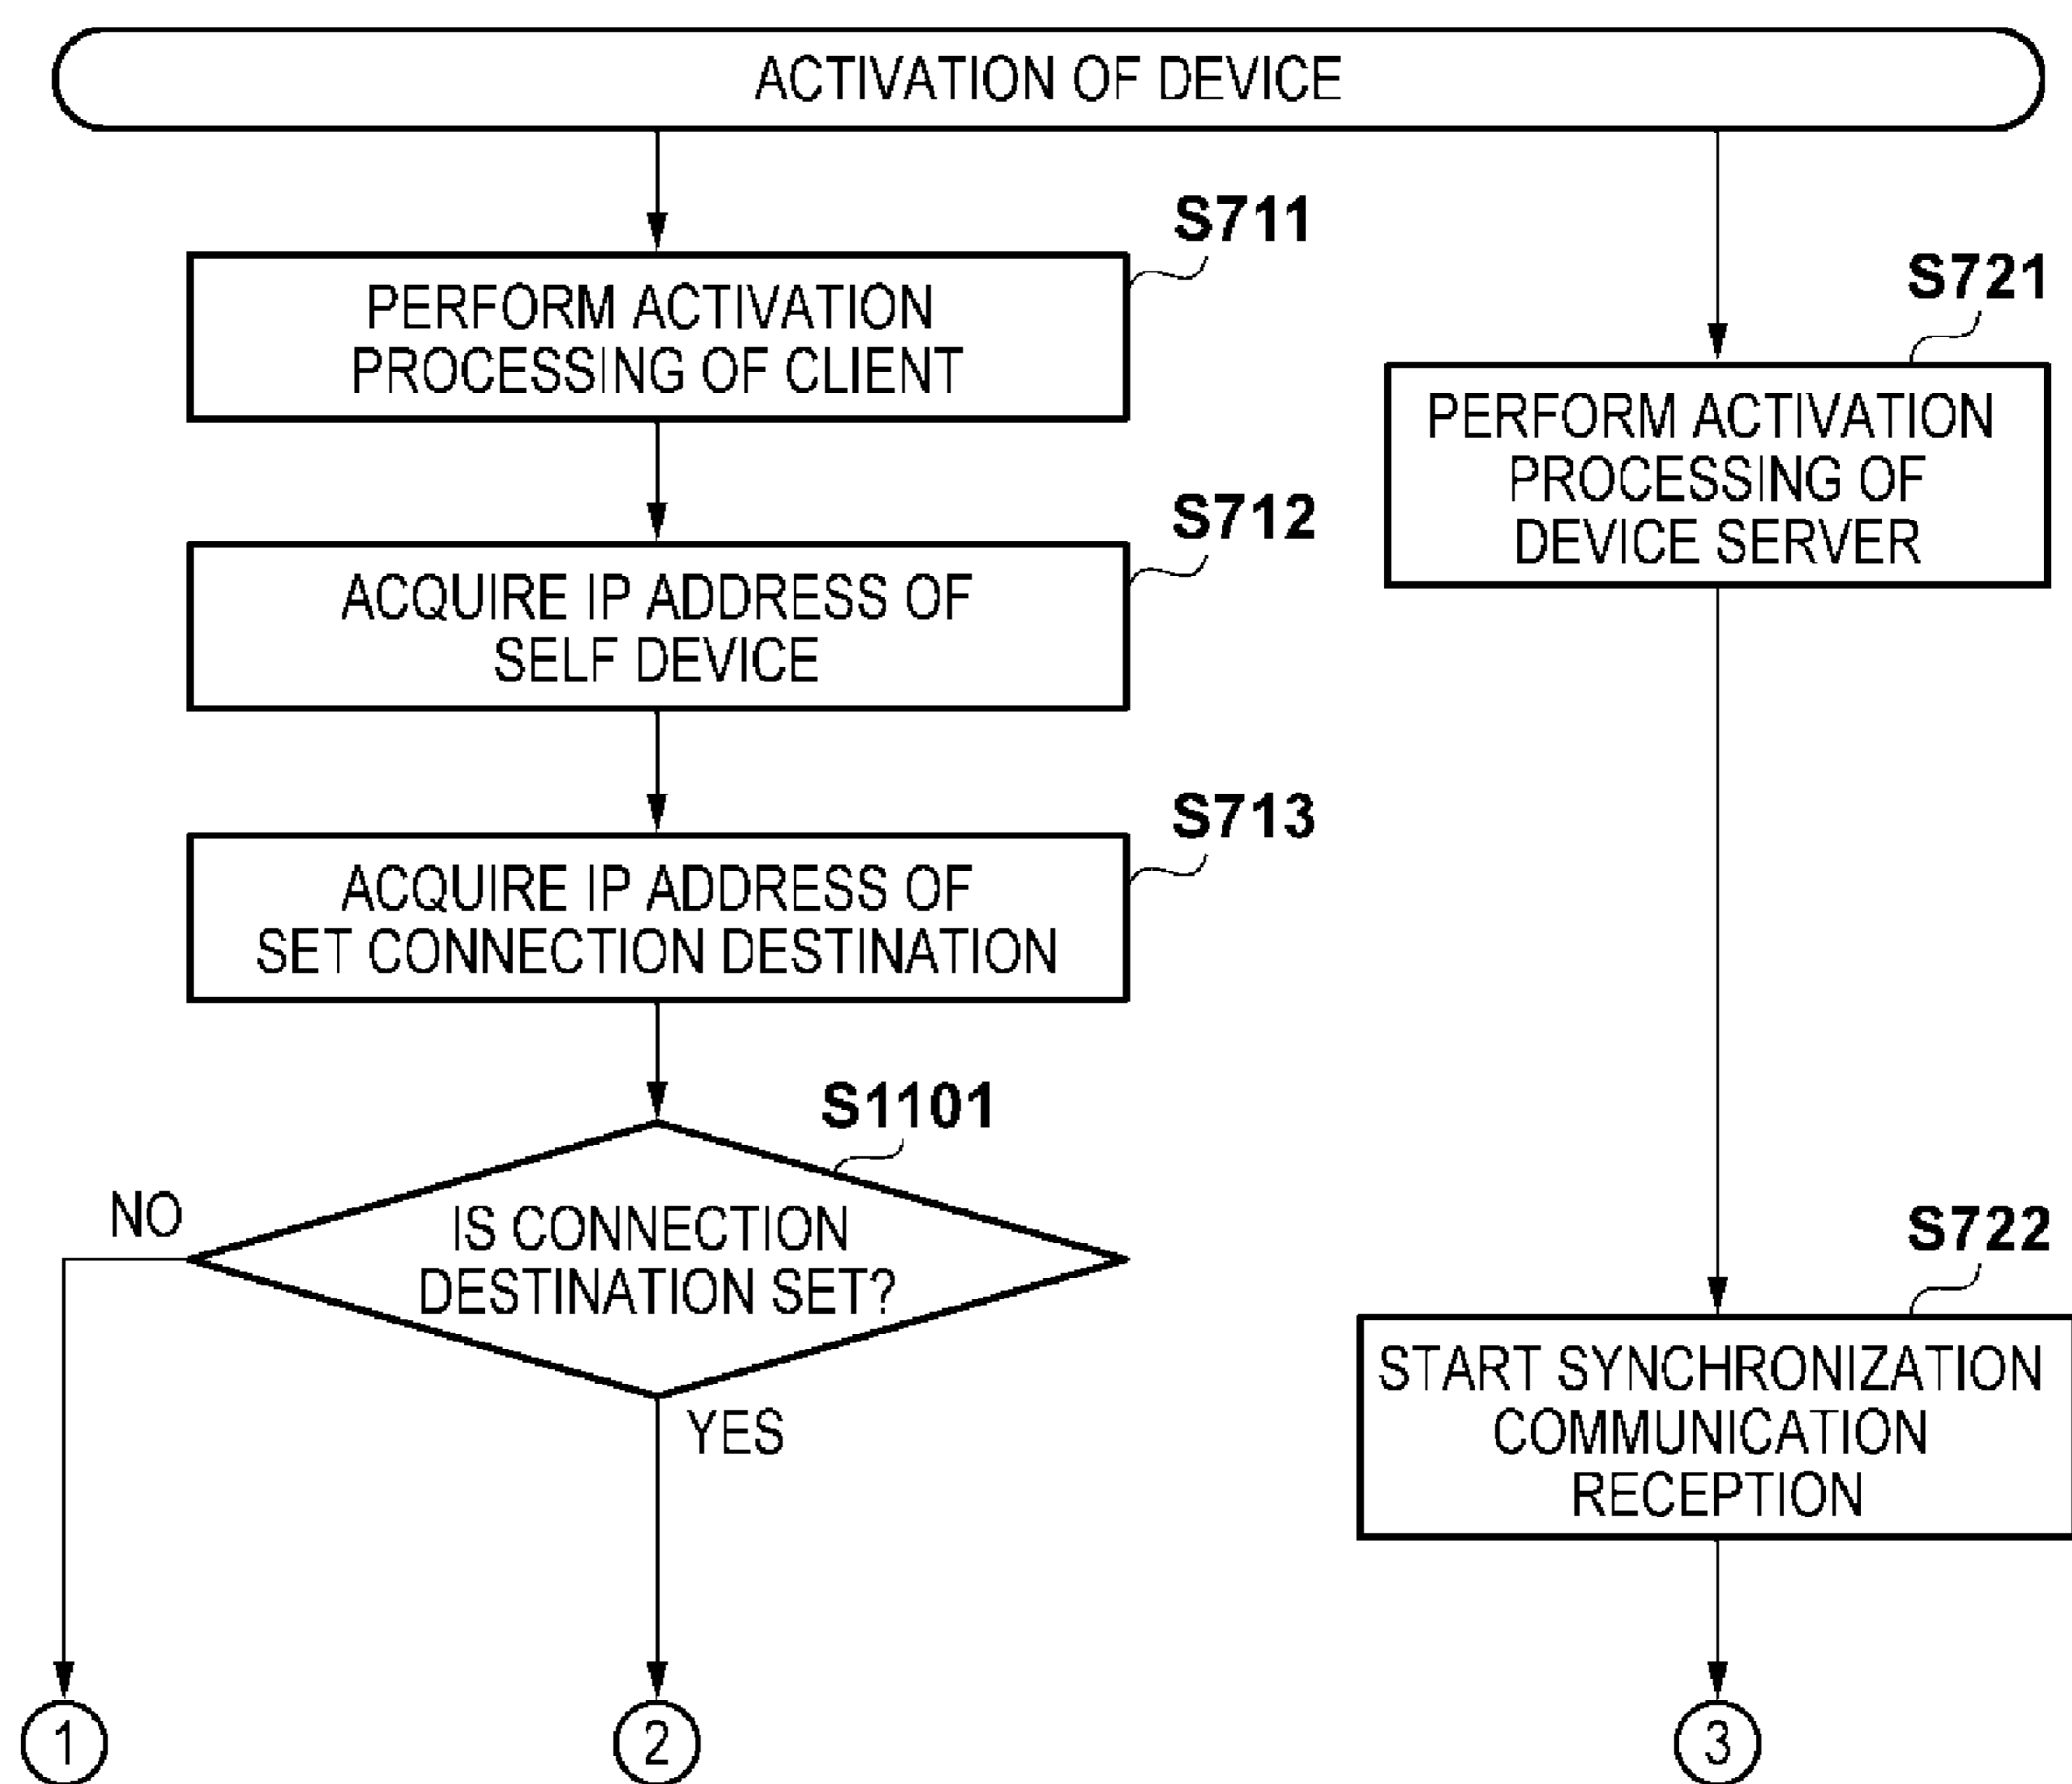 ACTIVATION OF DEVICE
S711
PERFORM ACTIVATION
PROCESSING OF CLIENT
S712
ACQUIRE IP ADDRESS OF
SELF DEVICE
S713
ACQUIRE IP ADDRESS OF
SET CONNECTION DESTINATION
S1101
NO
IS CONNECTION
DESTINATION SET?
YES
1
2
S721
PERFORM ACTIVATION
PROCESSING OF
DEVICE SERVER
S722
START SYNCHRONIZATION
COMMUNICATION
RECEPTION
3